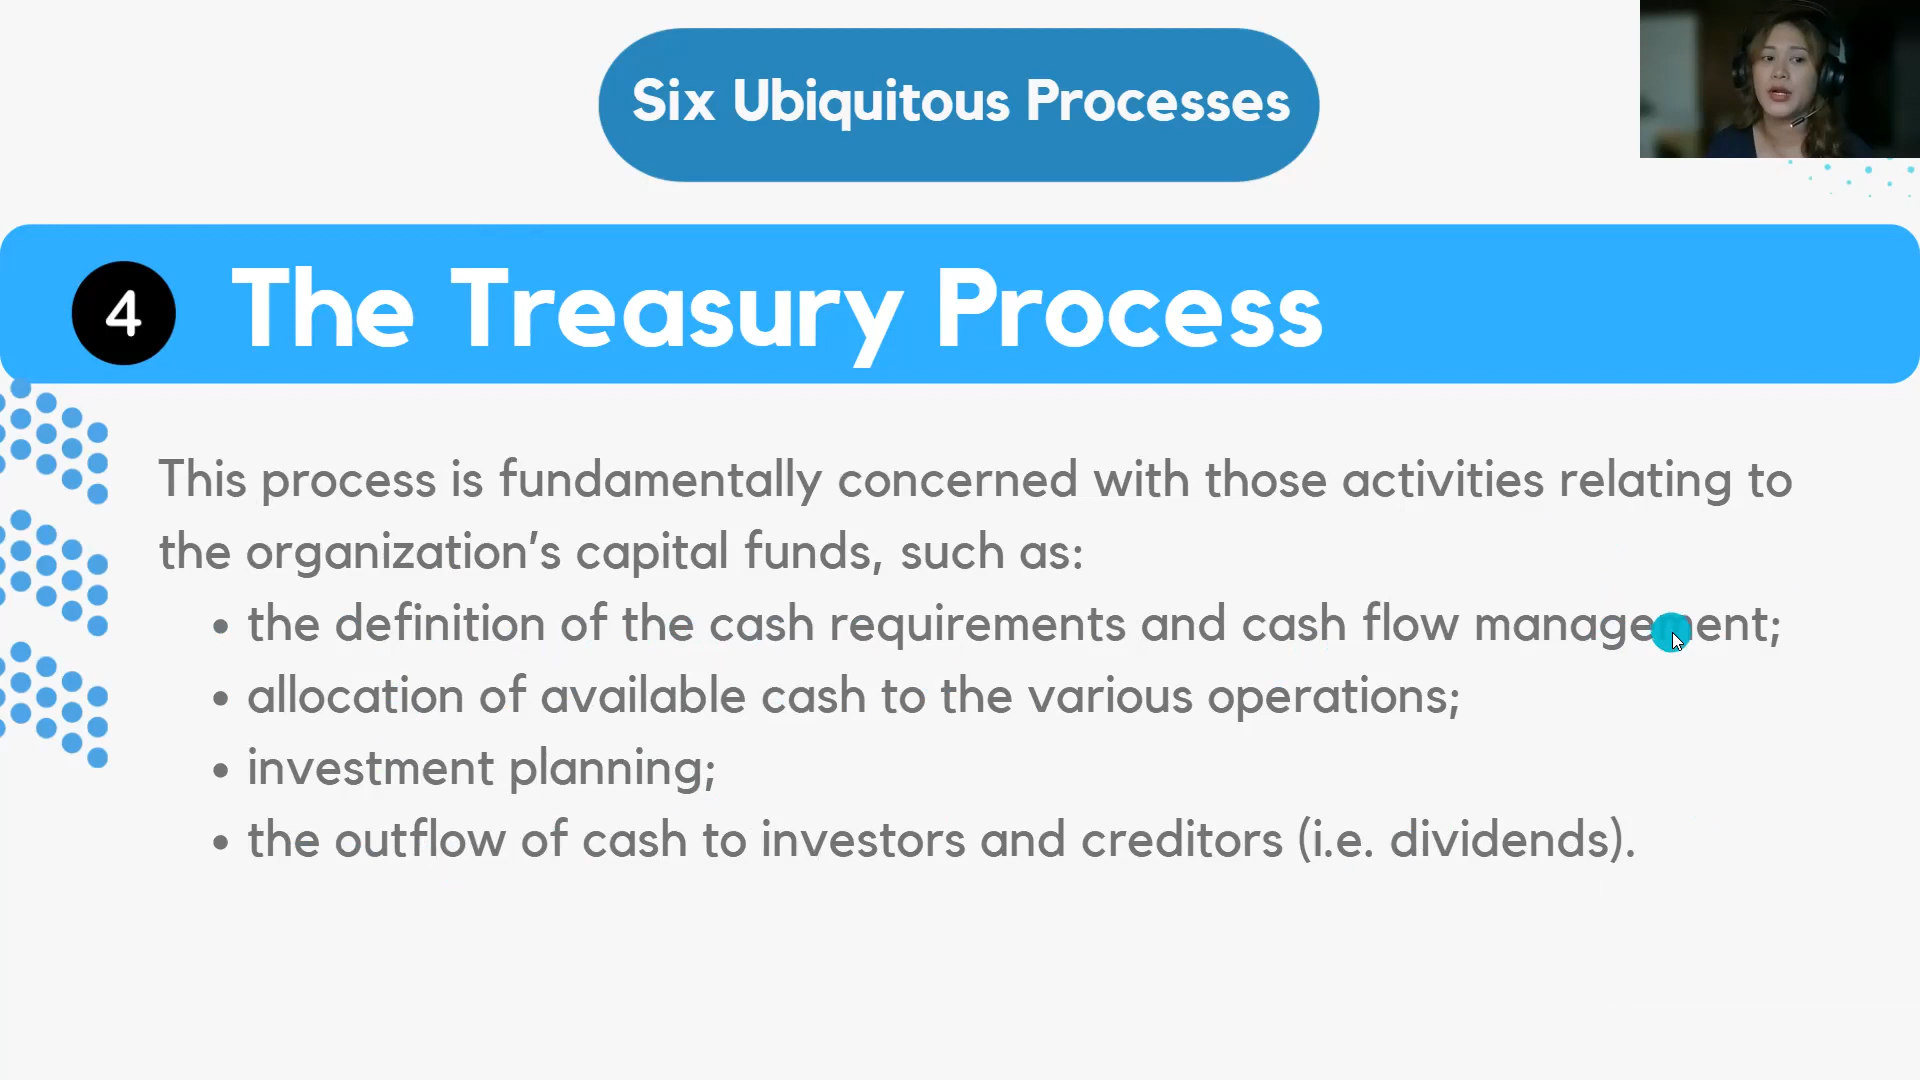 Six Ubiquitous Processes
4 The Treasury Process
This process is fundamentally concerned with those activities relating to
the organization’s capital funds, such as:
• the definition of the cash requirements and cash flow management;
• allocation of available cash to the various operations;
• investment planning;
• the outflow of cash to investors and creditors (i.e. dividends).